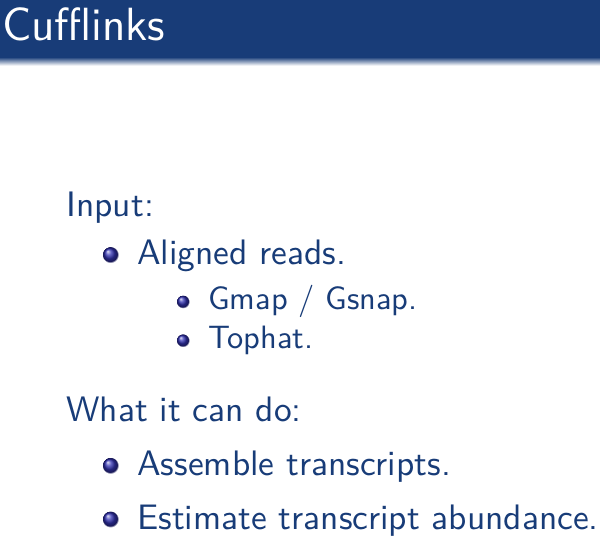 Cufflinks
Input:
Aligned reads.
Gmap / Gsnap.
Tophat.
What it can do:
Assemble transcripts.
Estimate transcript abundance.